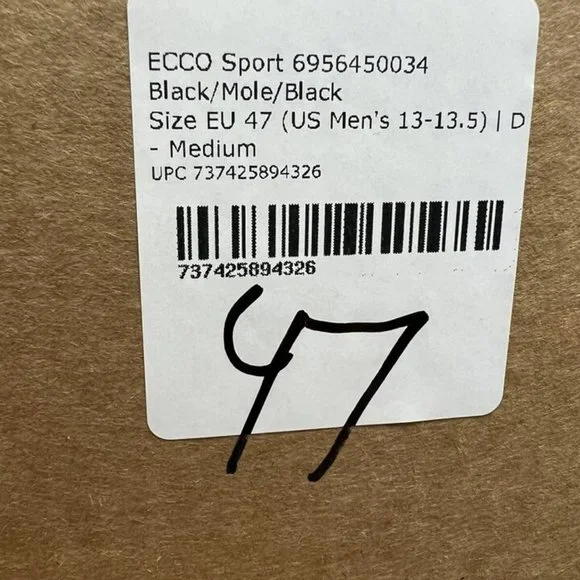 ECCO Sport 6956450034
Black/Mole/Black
Size EU 47 (US Men's 13-13.5) | D
- Medium
UPC 737425894326
737425894326
47